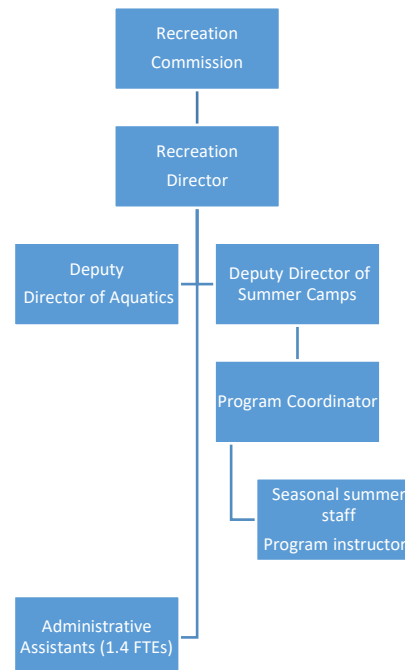 Recreation
Commission
Recreation
Director
Deputy
Director of Aquatics
Deputy Director of
Summer Camps
Program Coordinator
Seasonal summer
staff
Program instructor
Administrative
Assistants (1.4 FTEs)